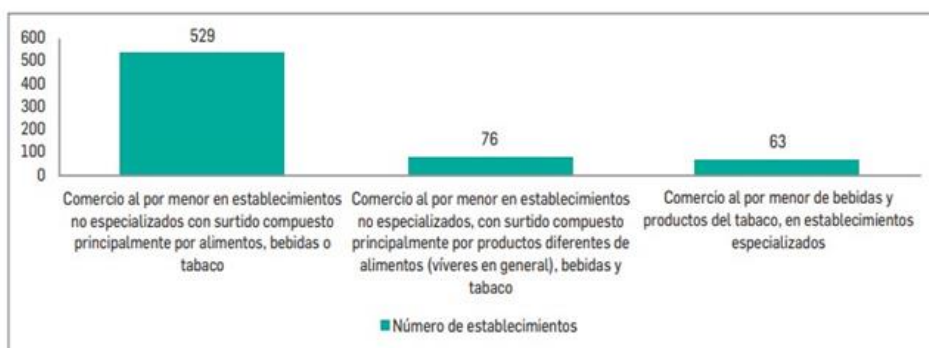 600
500
400
300
200
100
0
529
76
63
Comercio al por menor en establecimientos
no especializados con surtido compuesto
principalmente por alimentos, bebidas o
tabaco
Comercio al por menor en establecimientos
no especializados, con surtido compuesto
principalmente por productos diferentes de
alimentos (víveres en general), bebidas y
tabaco
Comercio al por menor de bebidas y
productos del tabaco, en establecimientos
especializados
Número de establecimientos